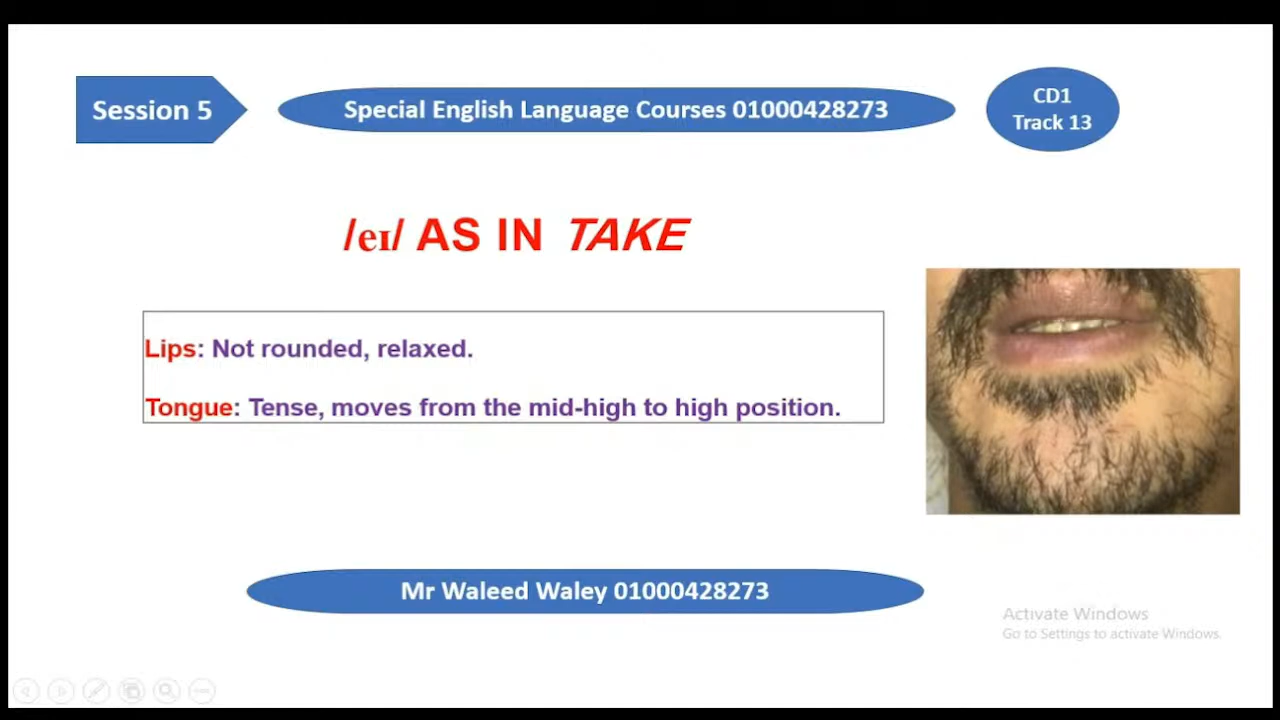 Session 5
Special English Language Courses 01000428273
CD1
Track 13
/eɪ/ AS IN TAKE
Lips: Not rounded, relaxed.
Tongue: Tense, moves from the mid-high to high position.
Mr Waleed Waley 01000428273
Activate Windows
Go to Settings to activate Windows.